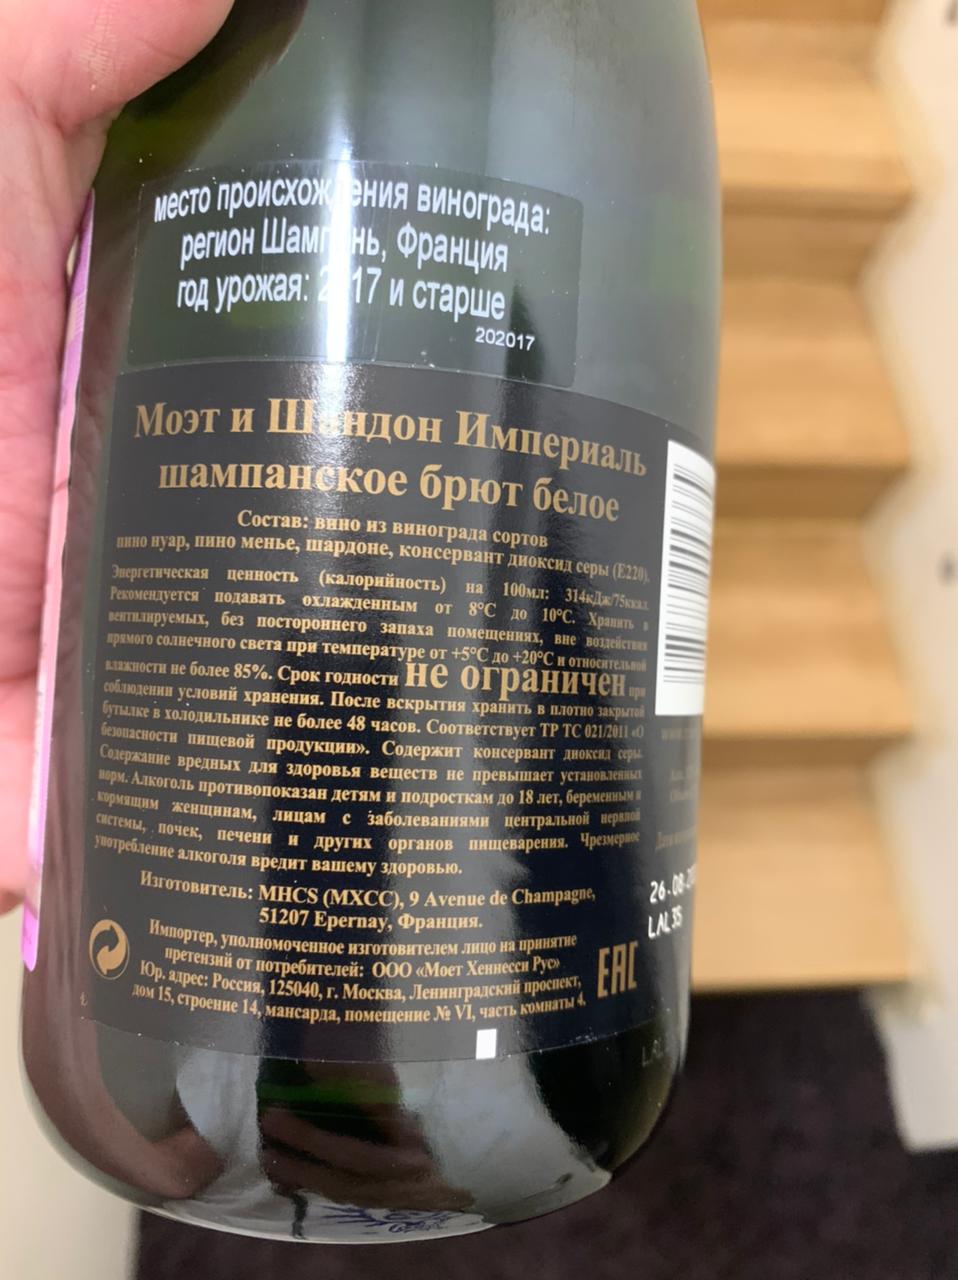 место происхождения винограда:
регион Шампань, Франция
год урожая: 2017 и старше
202017
Моэт и Шандон Империаль
шампанское брют белое
Состав: вино из винограда сортов
пино нуар, пино менье, шардоне, консервант диоксид серы (Е220).
Энергетическая ценность (калорийность) на 100мл: 314кДж/75ккал.
Рекомендуется подавать охлажденным от 8°С до 10°С. Хранить в
вентилируемых, без постороннего запаха помещениях, вне воздействия
прямого солнечного света при температуре от +5°С до +20°С и относительной
влажности не более 85%. Срок годности не ограничен при
соблюдении условий хранения. После вскрытия хранить в плотно закрытой
бутылке в холодильнике не более 48 часов. Соответствует ТР ТС 021/2011 «О
безопасности пищевой продукции». Содержит консервант диоксид серы.
Содержание вредных для здоровья веществ не превышает установленных
норм. Алкоголь противопоказан детям и подросткам до 18 лет, беременным и
кормящим женщинам, лицам с заболеваниями центральной нервной
системы, почек, печени и других органов пищеварения. Чрезмерное
употребление алкоголя вредит вашему здоровью.
Изготовитель: MHCS (МХСС), 9 Avenue de Champagne,
51207 Epernay, Франция.
Импортер, уполномоченное изготовителем лицо на принятие
претензий от потребителей: ООО «Моет Хеннесси Рус»
Юр. адрес: Россия, 125040, г. Москва, Ленинградский проспект,
дом 15, строение 14, мансарда, помещение № VI, часть комнаты 4.
EAC
26.08
LAL35